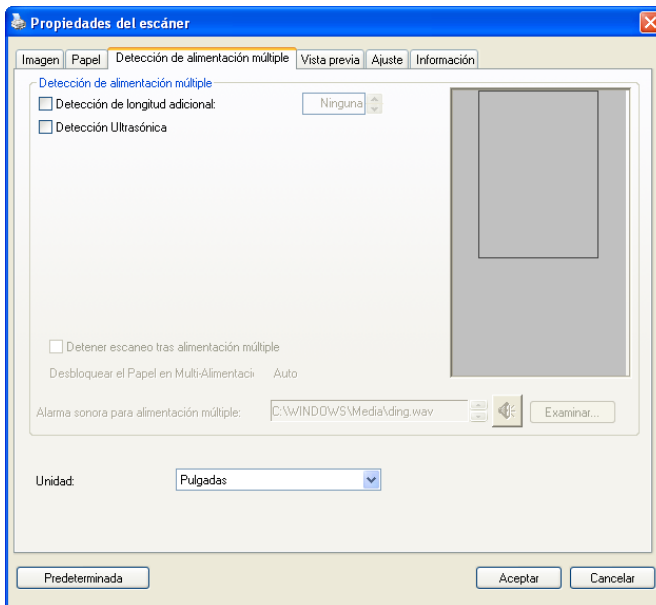 Propiedades del escáner
Imagen Papel Detección de alimentación múltiple Vista previa Ajuste Información
Detección de alimentación múltiple
Detección de longitud adicional: Ninguna
Detección Ultrasónica
Detener escaneo tras alimentación múltiple
Desbloquear el Papel en Multi-Alimentaci Auto
Alarma sonora para alimentación múltiple: C:\WINDOWS\Media\ding.wav Examinar...
Unidad: Pulgadas
Predeterminada Aceptar Cancelar